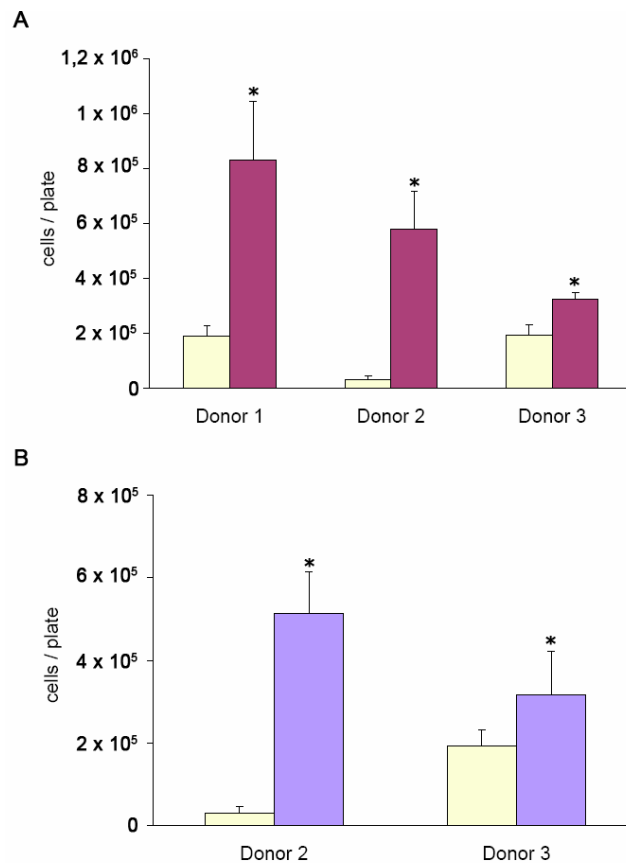 A
1,2 x 10⁶
1 x 10⁶
8 x 10⁵
6 x 10⁵
4 x 10⁵
2 x 10⁵
0
cells / plate
*
*
*
Donor 1 Donor 2 Donor 3
B
8 x 10⁵
6 x 10⁵
4 x 10⁵
2 x 10⁵
0
cells / plate
*
*
Donor 2 Donor 3